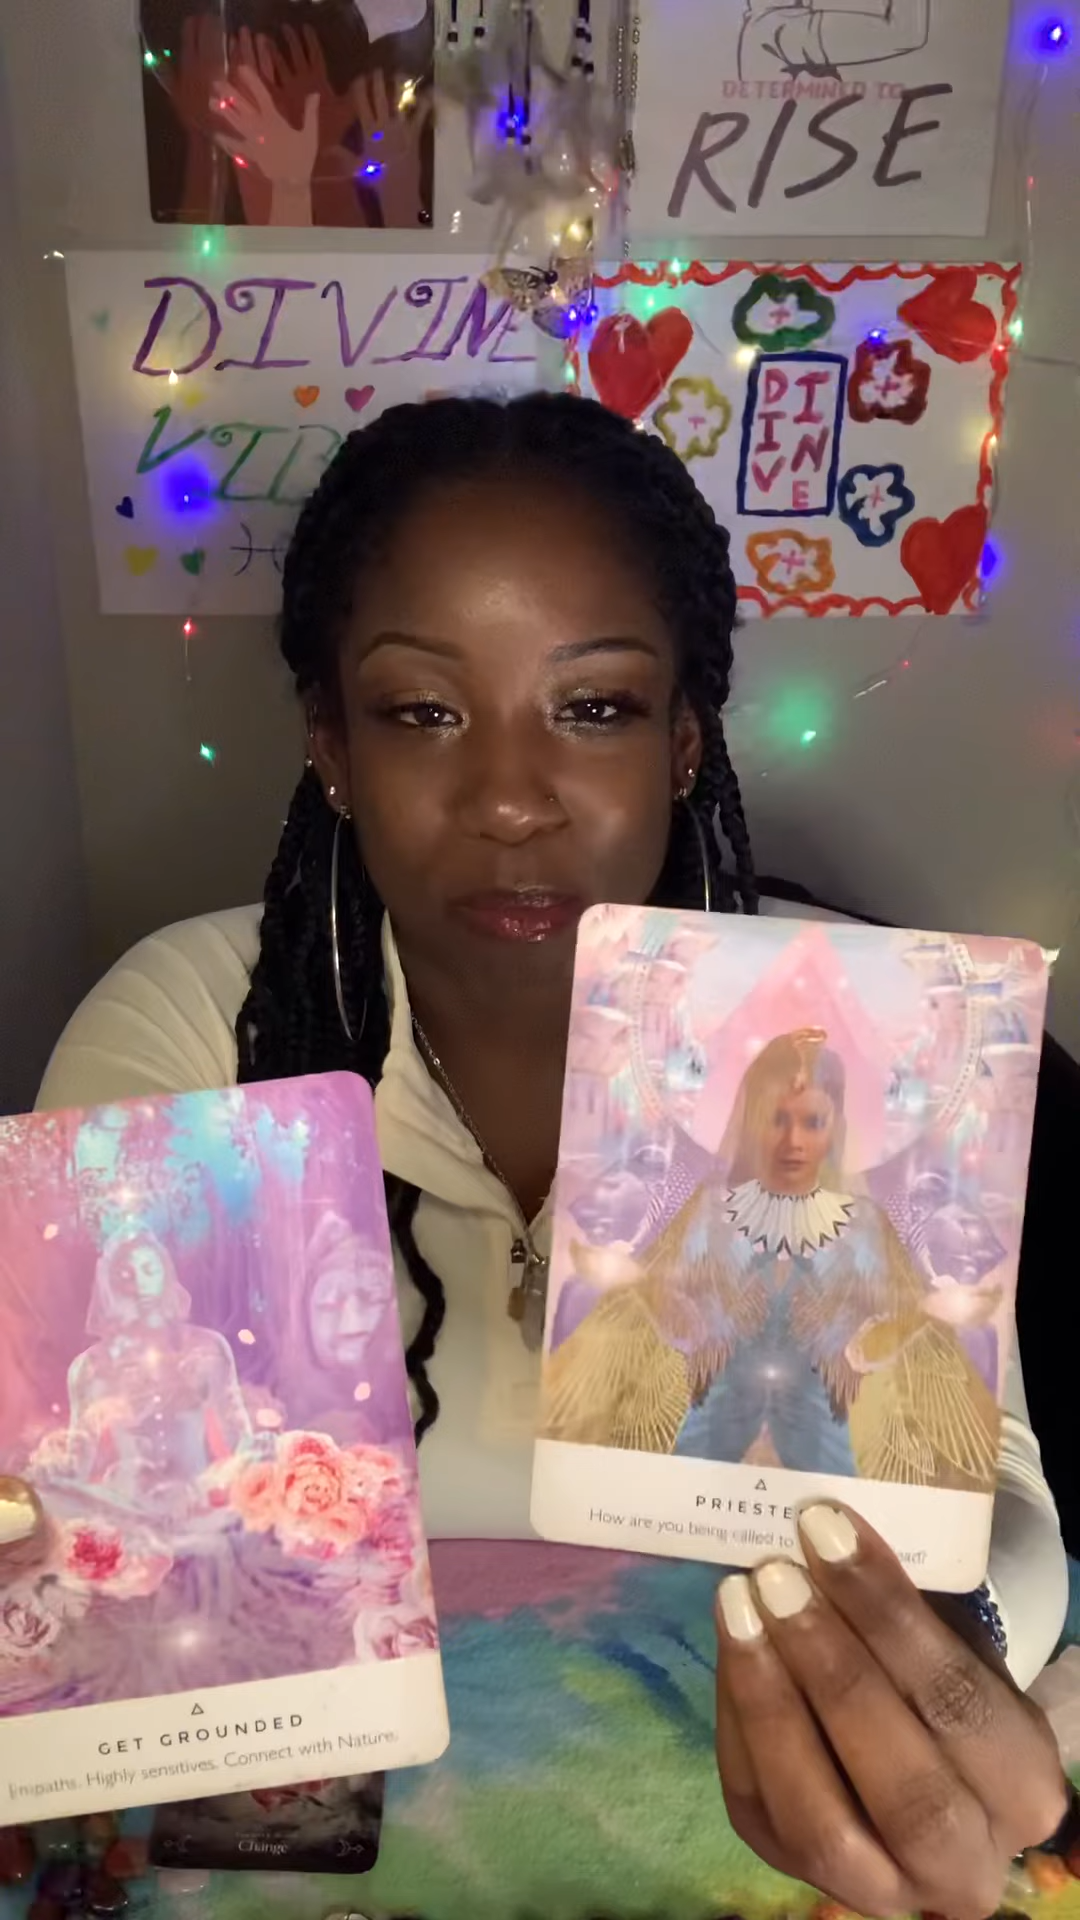 DETERMINED TO
RISE
DIVINE
DIVINE
GET GROUNDED
Empaths. Highly sensitives. Connect with Nature.
How are you being called to
Change